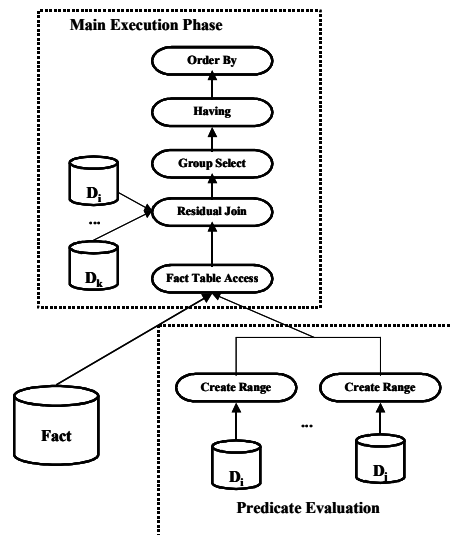 Main Execution Phase
Order By
Having
Group Select
Di
...
Residual Join
Dk
Fact Table Access
Create Range
Create Range
Fact
...
Di
Dj
Predicate Evaluation